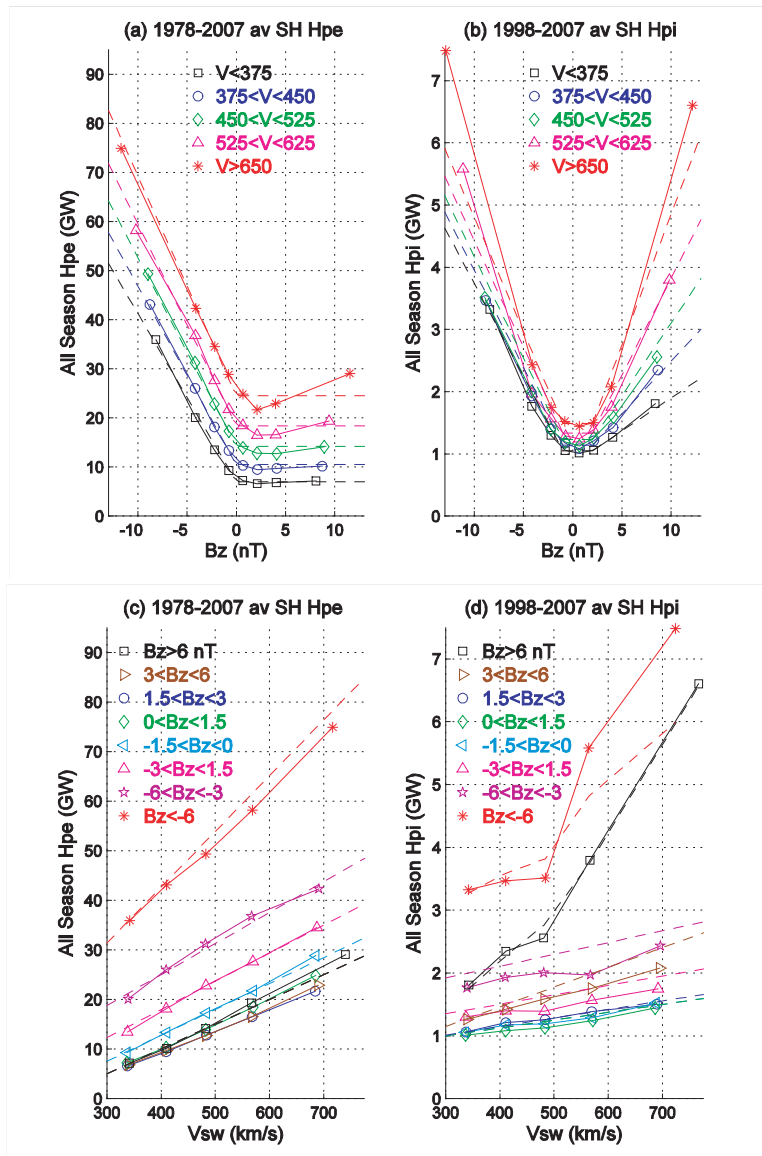 (a) 1978-2007 av SH Hpe
90
80
70
60
50
40
30
20
10
0
All Season Hpe (GW)
V<375
375<V<450
450<V<525
525<V<625
V>650
-10 -5 0 5 10
Bz (nT)
(b) 1998-2007 av SH Hpi
7
6
5
4
3
2
1
0
All Season Hpi (GW)
V<375
375<V<450
450<V<525
525<V<625
V>650
-10 -5 0 5 10
Bz (nT)
(c) 1978-2007 av SH Hpe
90
80
70
60
50
40
30
20
10
0
All Season Hpe (GW)
Bz>6 nT
3<Bz<6
1.5<Bz<3
0<Bz<1.5
-1.5<Bz<0
-3<Bz<1.5
-6<Bz<-3
Bz<-6
300 400 500 600 700
Vsw (km/s)
(d) 1998-2007 av SH Hpi
7
6
5
4
3
2
1
0
All Season Hpi (GW)
Bz>6 nT
3<Bz<6
1.5<Bz<3
0<Bz<1.5
-1.5<Bz<0
-3<Bz<1.5
-6<Bz<-3
Bz<-6
300 400 500 600 700
Vsw (km/s)